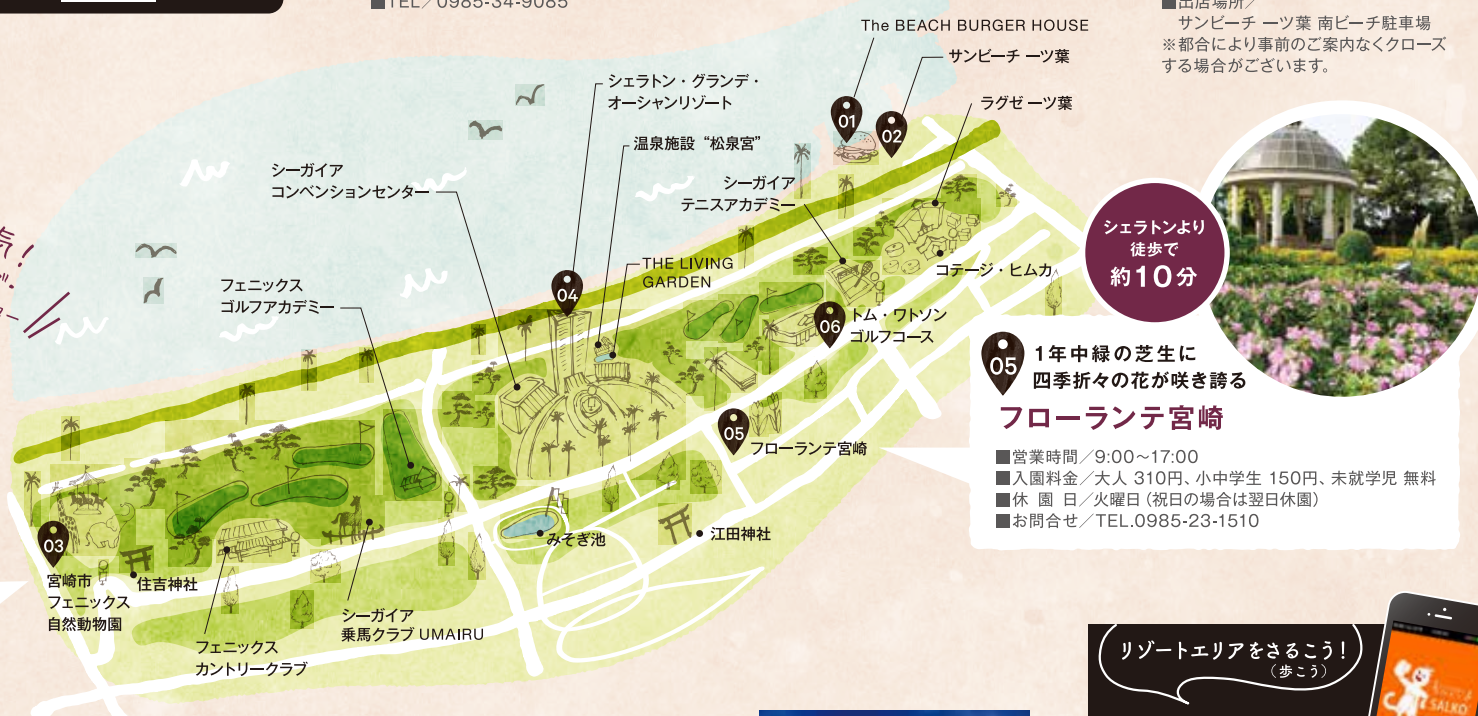 ■TEL／0985-34-9085
■出店場所／
サンビーチ 一ツ葉 南ビーチ駐車場
※都合により事前のご案内なくクローズ
する場合がございます。
The BEACH BURGER HOUSE
サンビーチ 一ツ葉
シェラトン・グランデ・
オーシャンリゾート
ラグゼ 一ツ葉
01
02
温泉施設 “松泉宮”
シーガイア
コンベンションセンター
シーガイア
テニスアカデミー
気!
THE LIVING
GARDEN
コテージ・ヒムカ
フェニックス
ゴルフアカデミー
04
06
トム・ワトソン
ゴルフコース
シェラトンより
徒歩で
約10分
05
1年中緑の芝生に
四季折々の花が咲き誇る
フローランテ宮崎
■営業時間／9:00〜17:00
■入園料金／大人 310円、小中学生 150円、未就学児 無料
■休 園 日／火曜日（祝日の場合は翌日休園）
■お問合せ／TEL.0985-23-1510
05
フローランテ宮崎
みそぎ池
江田神社
03
宮崎市
フェニックス
自然動物園
住吉神社
シーガイア
乗馬クラブ UMAIRU
フェニックス
カントリークラブ
リゾートエリアをさるこう!
（歩こう）
SALKO